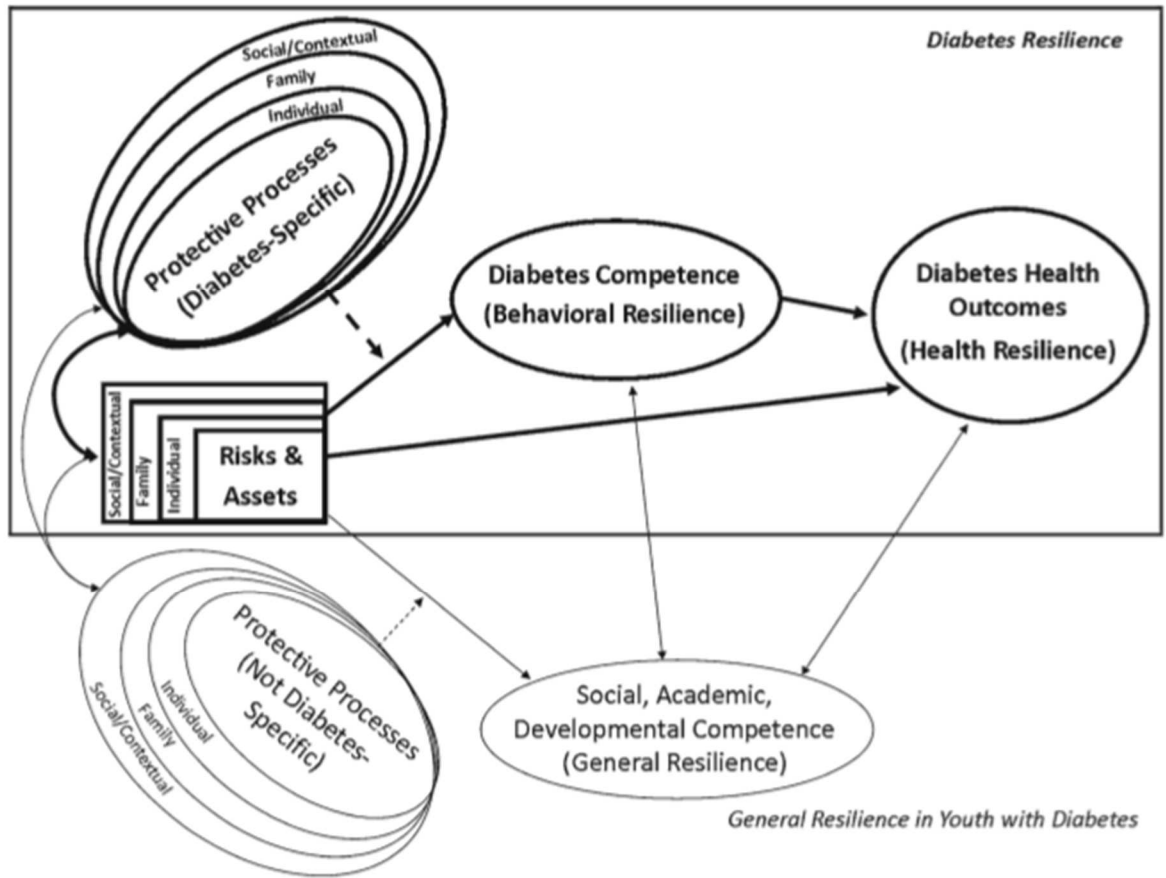 Diabetes Resilience
Social/Contextual
Family
Individual
Protective Processes
(Diabetes-Specific)
Diabetes Competence
(Behavioral Resilience)
Diabetes Health
Outcomes
(Health Resilience)
Social/Contextual
Family
Individual
Risks &
Assets
Protective Processes
(Not Diabetes-
Specific)
Individual
Family
Social/Contextual
Social, Academic,
Developmental Competence
(General Resilience)
General Resilience in Youth with Diabetes